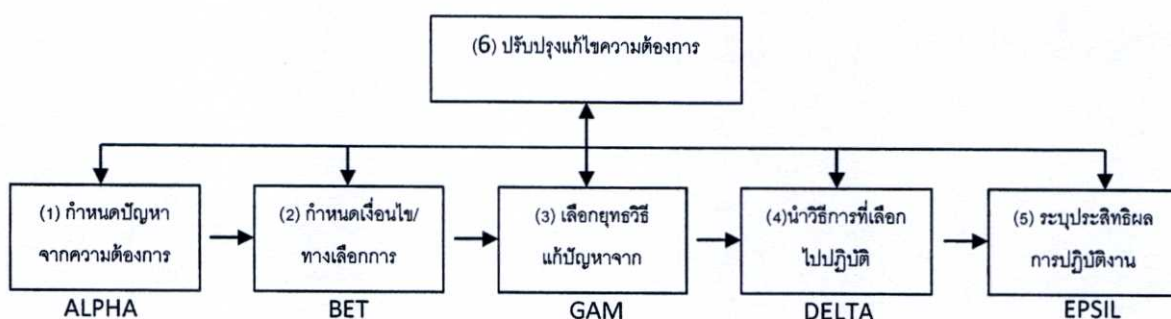 (6) ปรับปรุงแก้ไขความต้องการ
(1) กำหนดปัญหา
จากความต้องการ
(2) กำหนดเงื่อนไข/
ทางเลือกการ
(3) เลือกยุทธวิธี
แก้ปัญหาจาก
(4)นำวิธีการที่เลือก
ไปปฏิบัติ
(5) ระบุประสิทธิผล
การปฏิบัติงาน
ALPHA
BET
GAM
DELTA
EPSIL